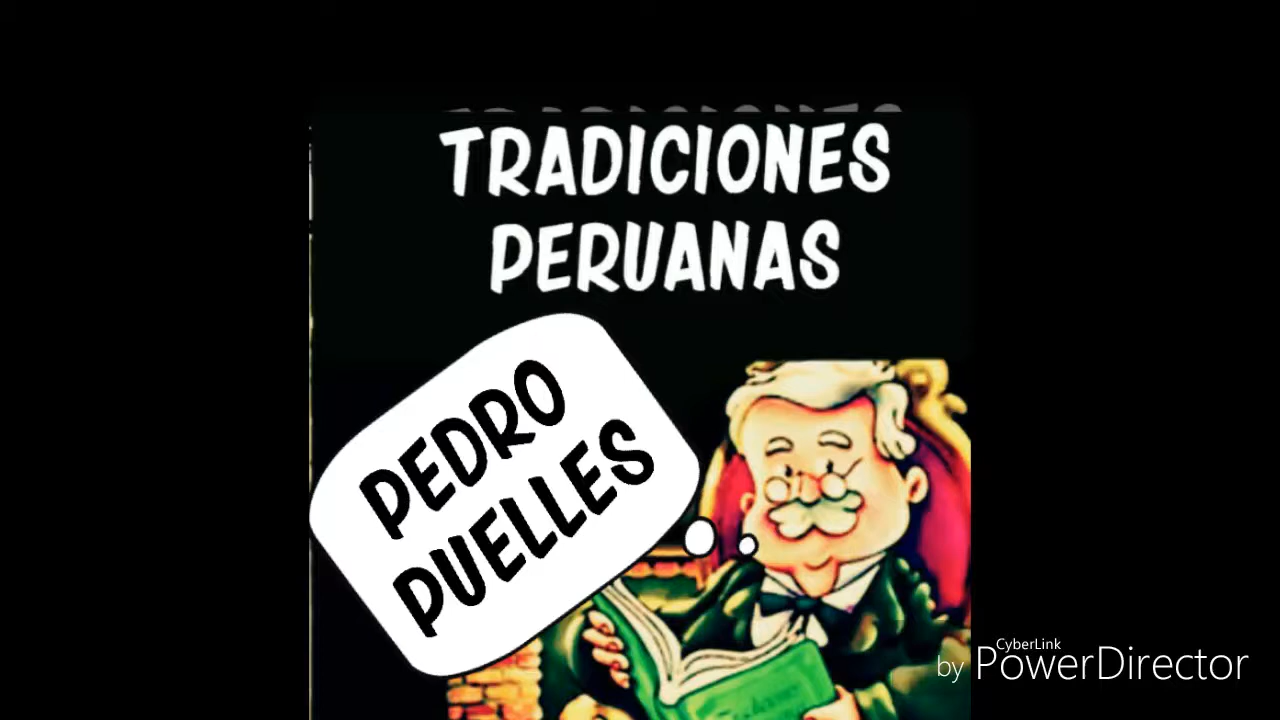 TRADICIONES
PERUANAS
PEDRO
PUELLES
CyberLink
by PowerDirector